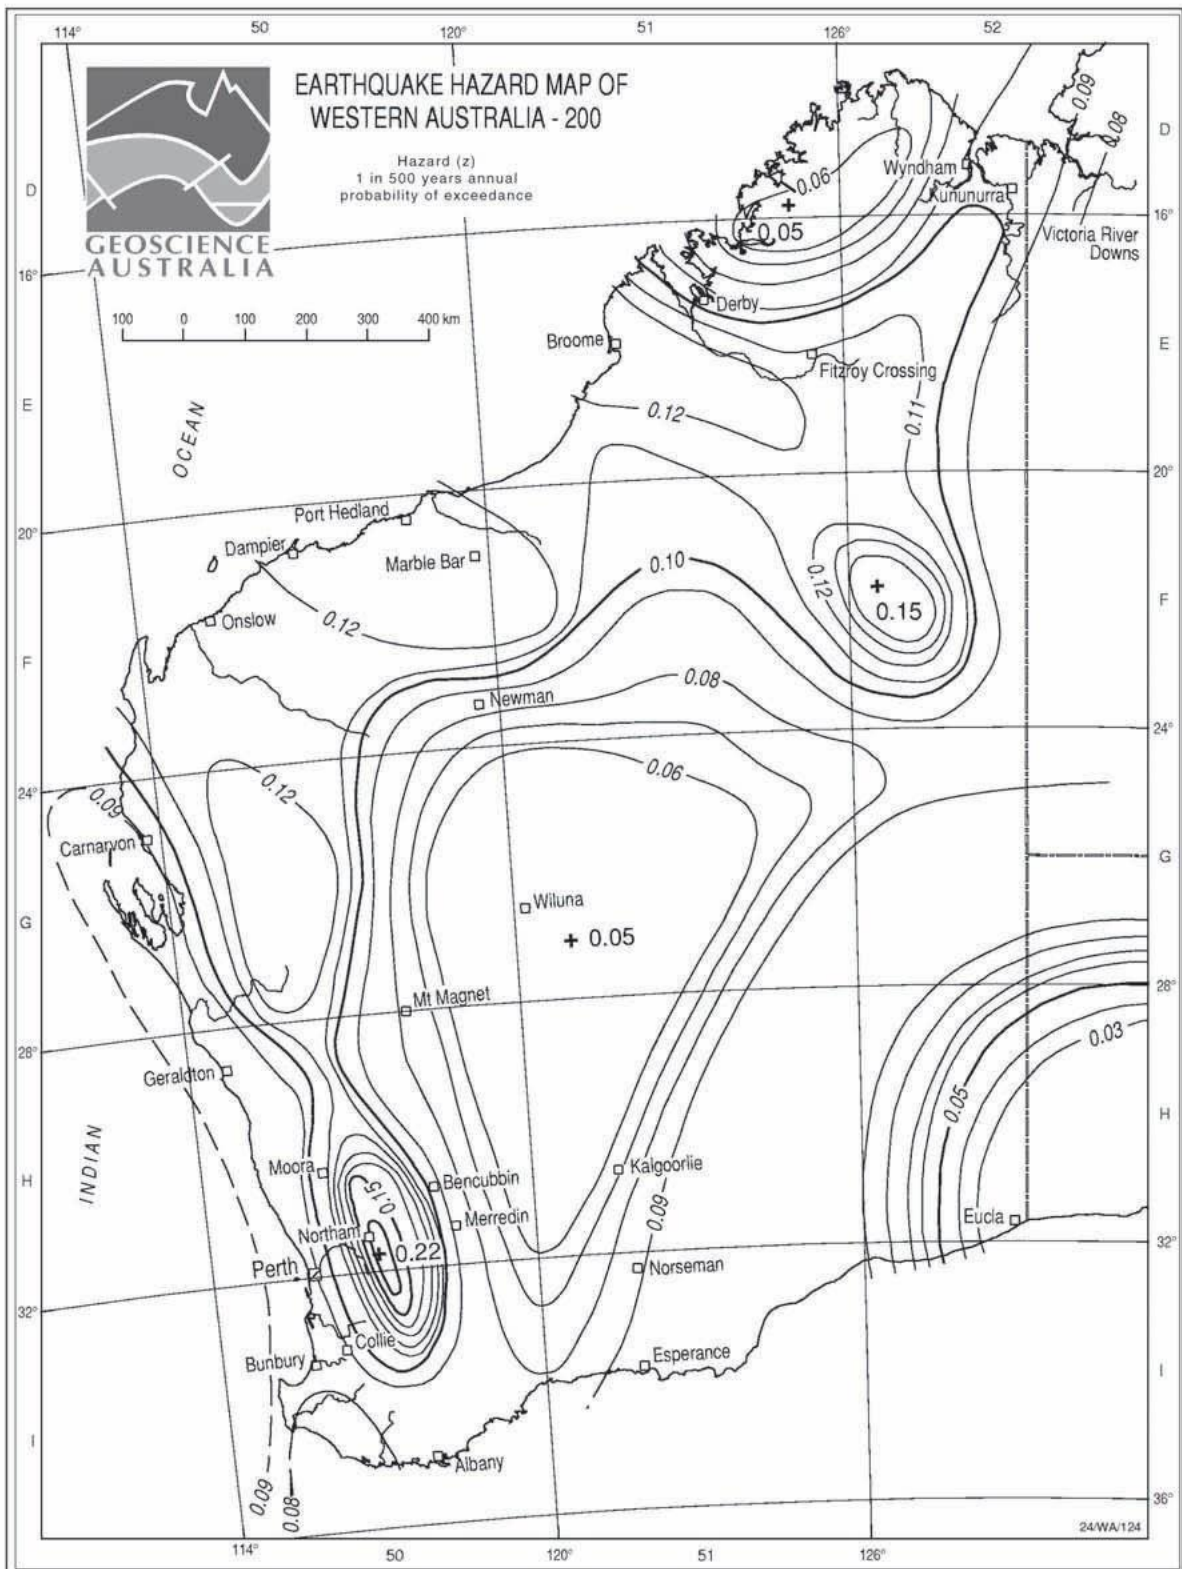 114°
50
120°
51
126°
52
EARTHQUAKE HAZARD MAP OF
WESTERN AUSTRALIA - 200
Hazard (z)
1 in 500 years annual
probability of exceedance
GEOSCIENCE
AUSTRALIA
100 0 100 200 300 400 km
0.09
0.08
D
D
Wyndham
Kununurra
0.06
0.05
16°
Victoria River
Downs
16°
Derby
Broome
E
Fitzroy Crossing
E
0.12
0.11
OCEAN
20°
Port Hedland
20°
Dampier
Marble Bar
0.10
0.12
0.15
F
Onslow
0.12
F
Newman
0.08
24°
0.06
24°
0.12
0.09
Carnarvon
G
Wiluna
G
0.05
Mt Magnet
28°
28°
0.03
Geraldton
0.05
H
INDIAN
Moora
Kalgoorlie
H
Bencubbin
0.15
Merredin
0.09
Eucla
Northam
0.22
32°
Perth
Norseman
32°
Collie
Bunbury
Esperance
I
I
Albany
0.09
0.08
36°
24/WA/124
114°
50
120°
51
126°